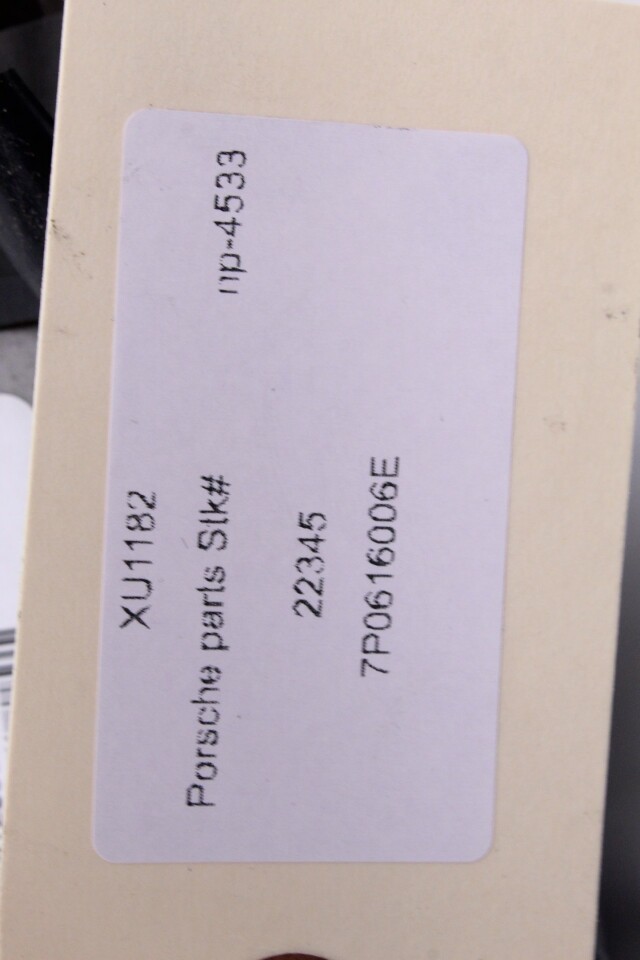 XU1182
Porsche parts Stk# np-4533
22345
7P0616006E